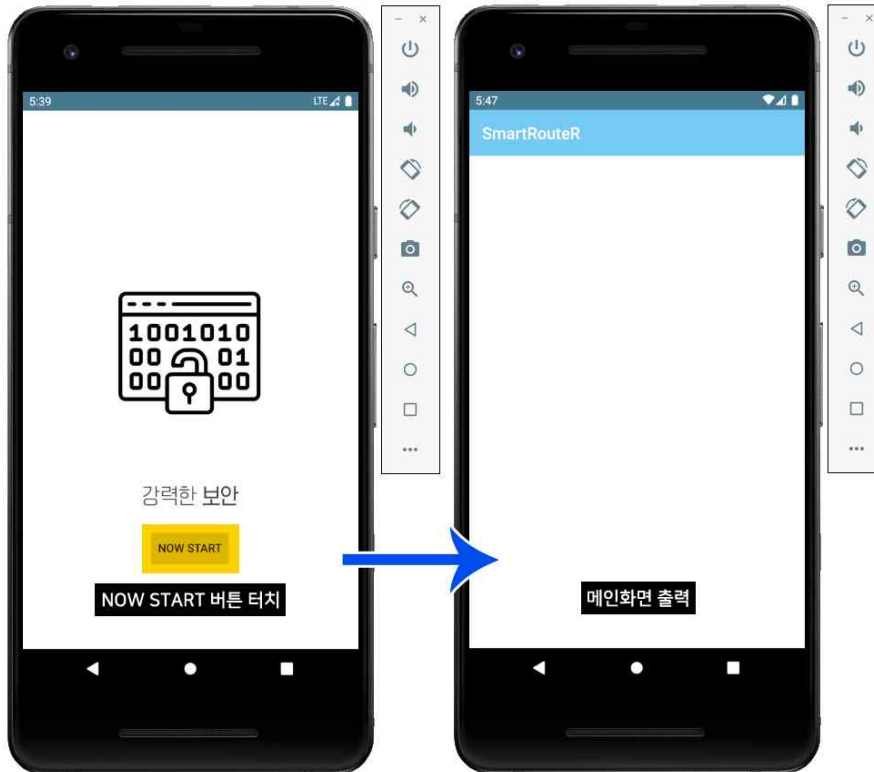 5:39
LTE
1001010
00 01
00 00
강력한 보안
NOW START
NOW START 버튼 터치
5:47
SmartRouteR
메인화면 출력